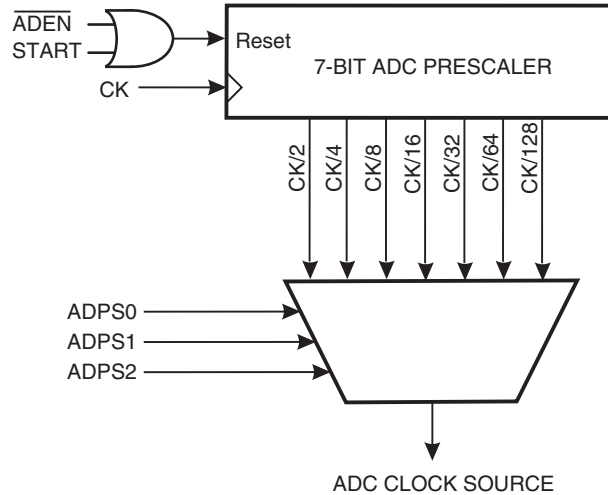 ADEN
START
Reset
7-BIT ADC PRESCALER
CK
CK/2
CK/4
CK/8
CK/16
CK/32
CK/64
CK/128
ADPS0
ADPS1
ADPS2
ADC CLOCK SOURCE